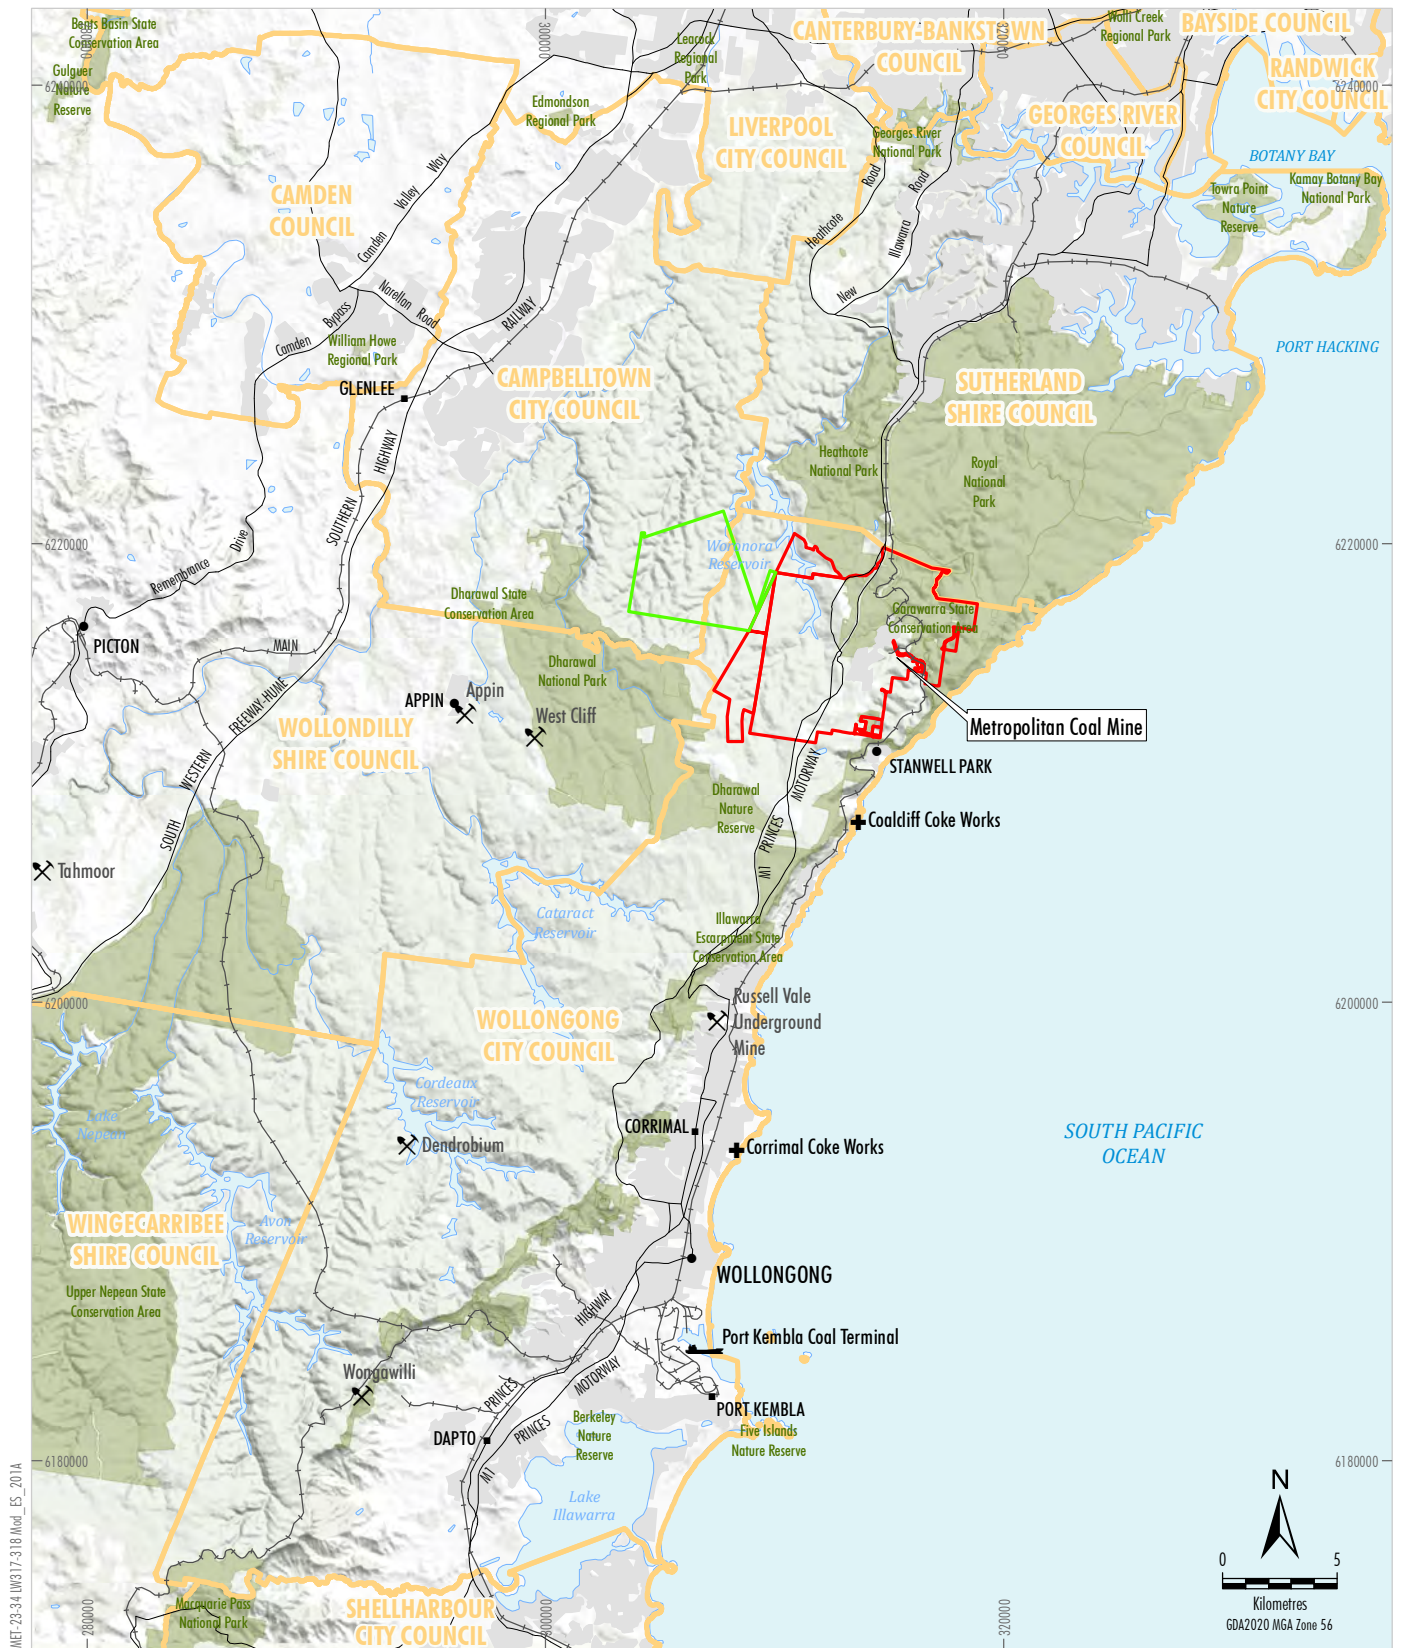 Bents Basin State
Conservation Area
Gulguer
Nature
Reserve
280000
300000
320000
6240000
6240000
Leacock
Regional
Park
CANTERBURY-BANKSTOWN
COUNCIL
Wolli Creek
Regional Park
BAYSIDE COUNCIL
RANDWICK
CITY COUNCIL
Edmondson
Regional Park
LIVERPOOL
CITY COUNCIL
Georges River
National Park
GEORGES RIVER
COUNCIL
BOTANY BAY
Towra Point
Nature
Reserve
Kamay Botany Bay
National Park
CAMDEN
COUNCIL
Camden Valley Way
Heathcote Road
New Illawarra Road
Camden Bypass
Narellan Road
RAILWAY
William Howe
Regional Park
GLENLEE
PORT HACKING
CAMPBELLTOWN
CITY COUNCIL
SUTHERLAND
SHIRE COUNCIL
Heathcote
National Park
Royal
National
Park
SOUTHERN HIGHWAY
6220000
6220000
Woronora
Reservoir
Remembrance Drive
Dharawal State
Conservation Area
Garawarra State
Conservation Area
PICTON
MAIN
Dharawal
National Park
APPIN
Appin
West Cliff
FREEWAY-HUME
WOLLONDILLY
SHIRE COUNCIL
Metropolitan Coal Mine
STANWELL PARK
SOUTH WESTERN
Dharawal
Nature
Reserve
M1 PRINCES MOTORWAY
Coalcliff Coke Works
Tahmoor
Cataract
Reservoir
Illawarra
Escarpment State
Conservation Area
6200000
6200000
Russell Vale
Underground
Mine
WOLLONGONG
CITY COUNCIL
Cordeaux
Reservoir
Lake
Nepean
CORRIMAL
Dendrobium
Corrimal Coke Works
SOUTH PACIFIC
OCEAN
WINGECARRIBEE
SHIRE COUNCIL
Avon
Reservoir
Upper Nepean State
Conservation Area
WOLLONGONG
Port Kembla Coal Terminal
PRINCES HIGHWAY
Wongawilli
PORT KEMBLA
M1 PRINCES MOTORWAY
DAPTO
Berkeley
Nature
Reserve
Five Islands
Nature Reserve
6180000
6180000
Lake
Illawarra
N
0 5
Kilometres
GDA2020 MGA Zone 56
Macquarie Pass
National Park
SHELLHARBOUR
CITY COUNCIL
280000
300000
320000
MET-23-34 LW317-318 Mod_ES_201A